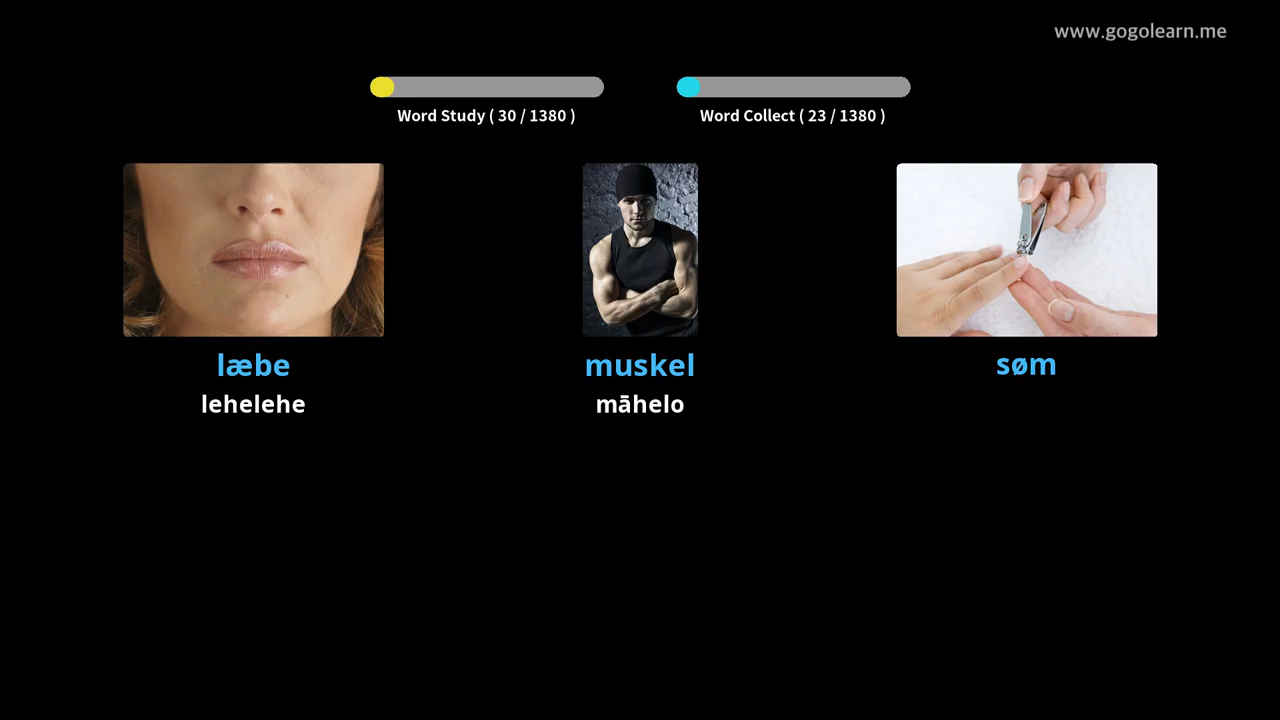 www.gogolearn.me
Word Study ( 30 / 1380 )
Word Collect ( 23 / 1380 )
læbe
muskel
søm
lehelehe
māhelo